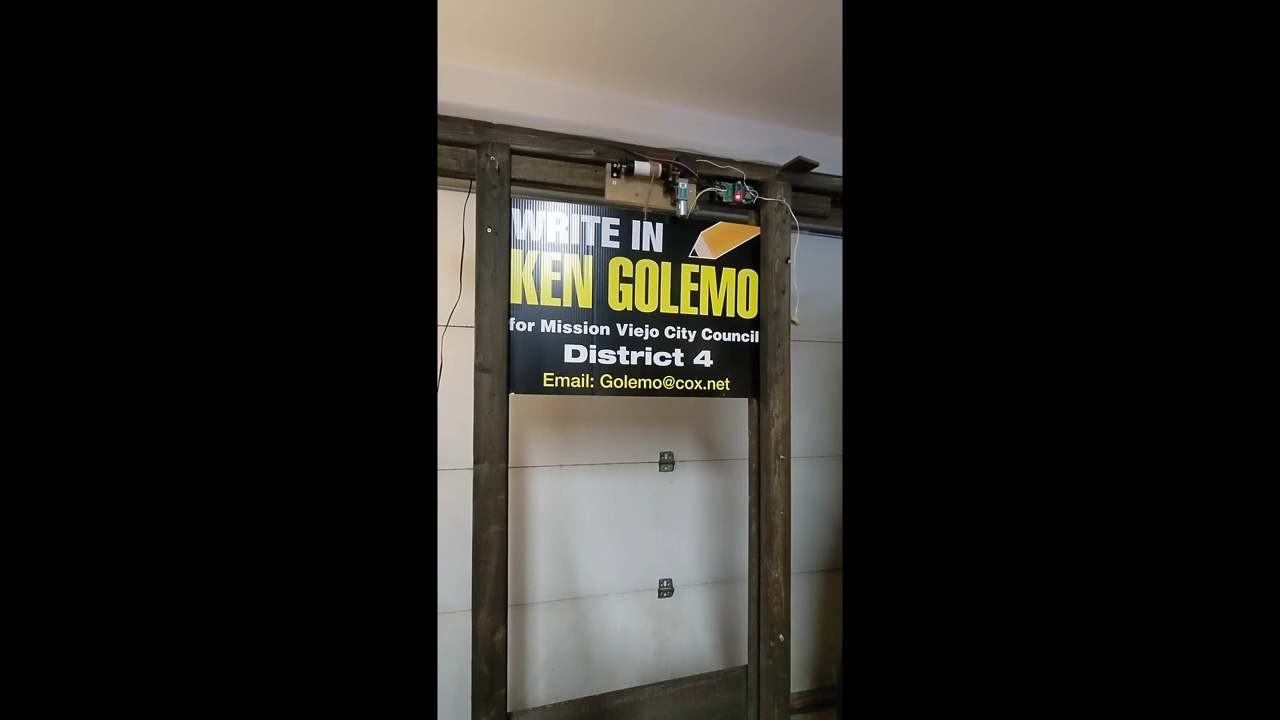 WRITE IN
KEN GOLEMO
for Mission Viejo City Council
District 4
Email: Golemo@cox.net